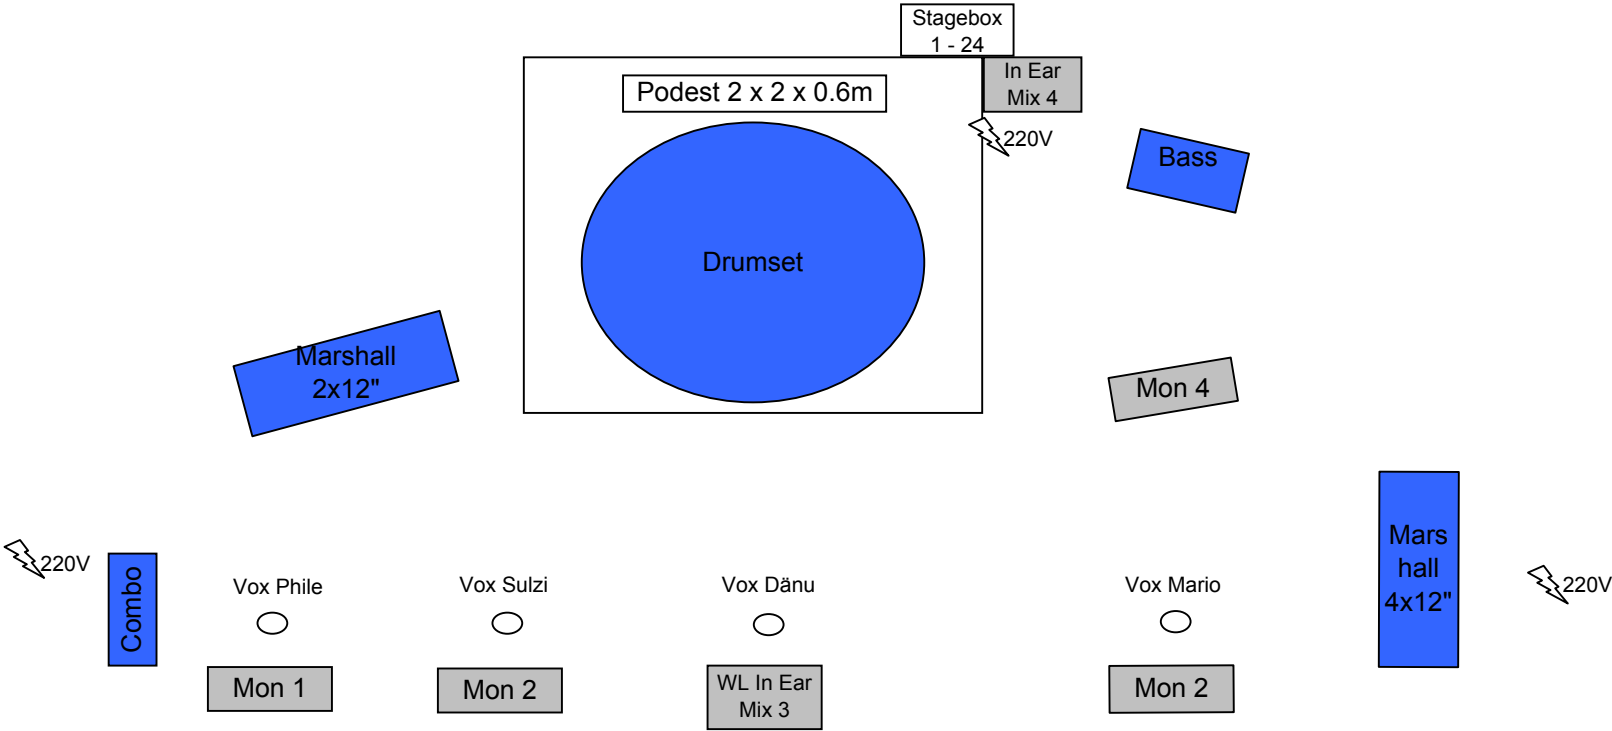 Stagebox
1 - 24
In Ear
Mix 4
Podest 2 x 2 x 0.6m
220V
Bass
Drumset
Marshall
2x12"
Mon 4
Mars
hall
4x12"
220V
Combo
Vox Phile
Vox Sulzi
Vox Dänu
Vox Mario
220V
Mon 1
Mon 2
WL In Ear
Mix 3
Mon 2